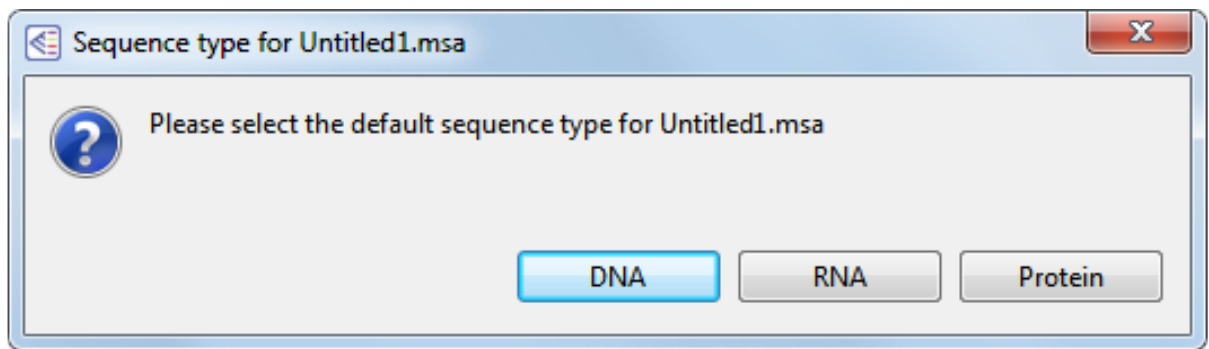 Sequence type for Untitled1.msa
Please select the default sequence type for Untitled1.msa
DNA RNA Protein